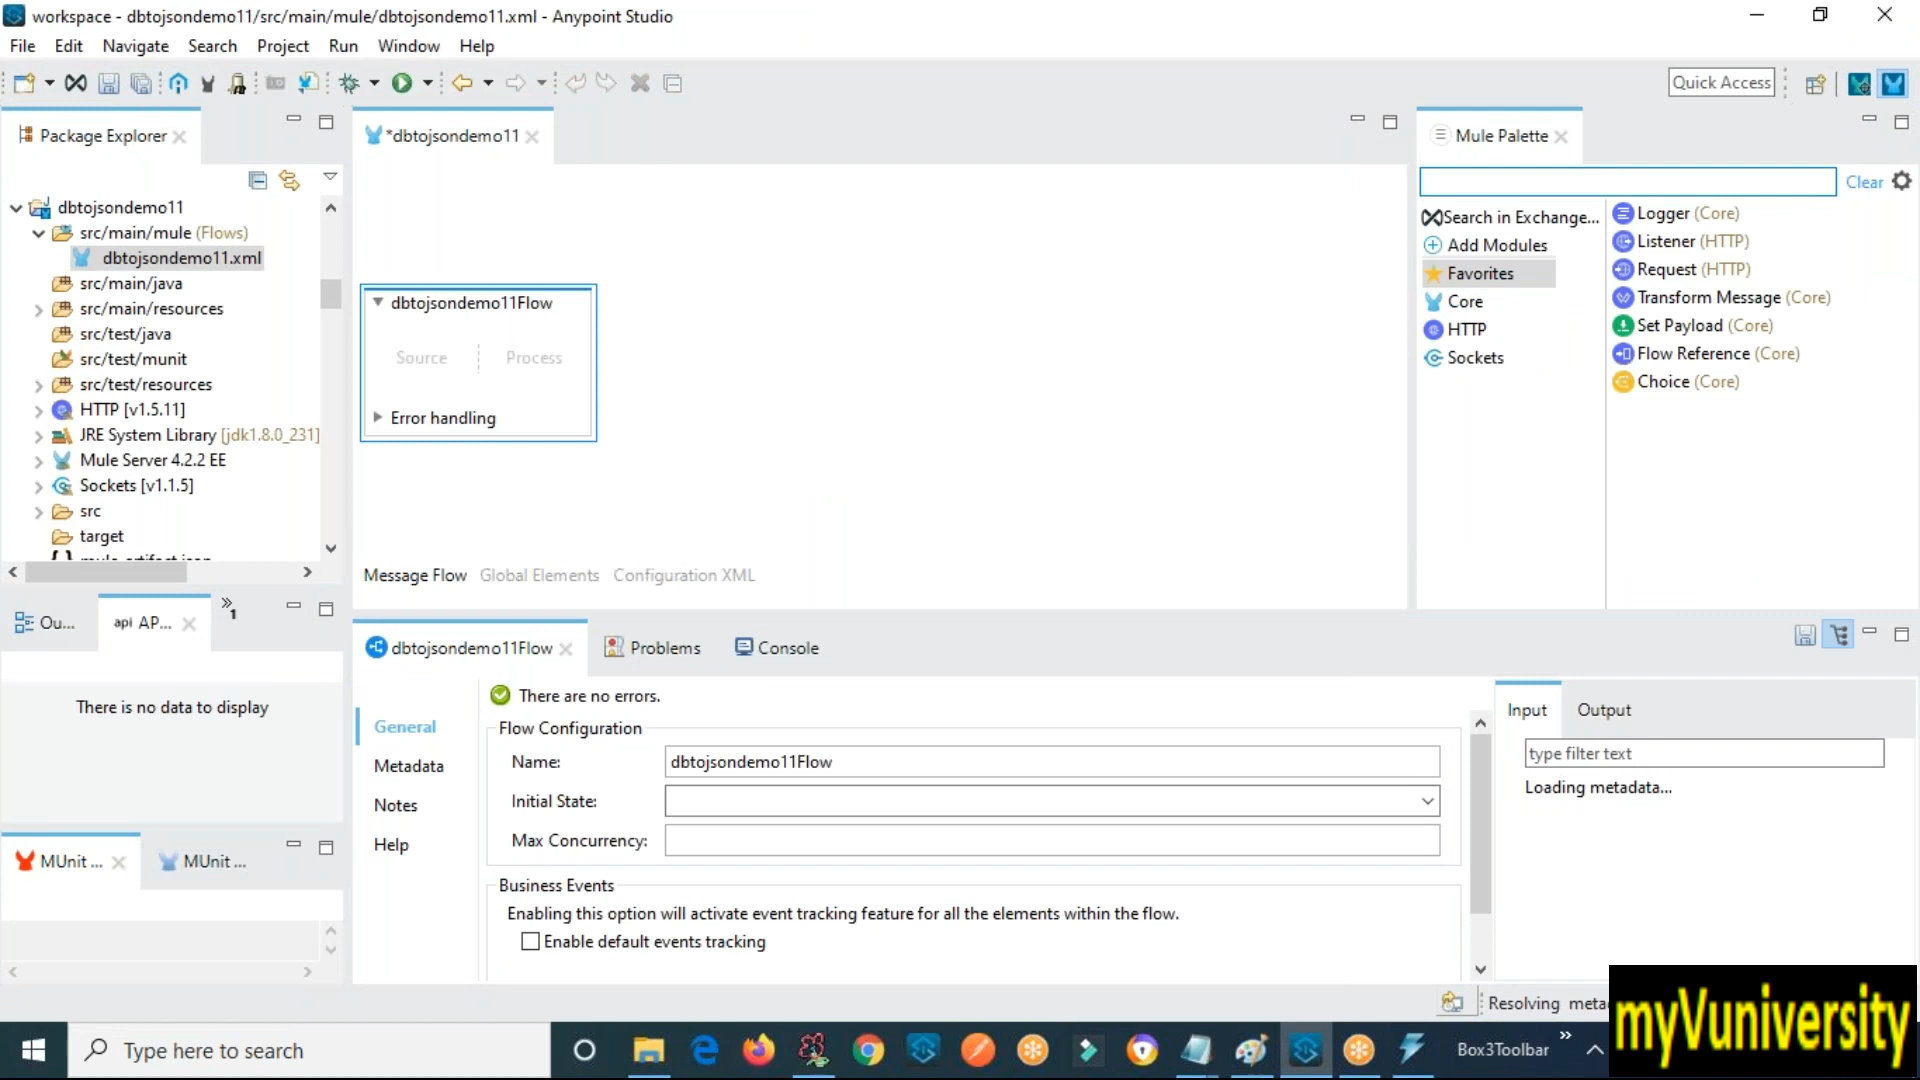 workspace - dbtojsondemo11/src/main/mule/dbtojsondemo11.xml - Anypoint Studio
File Edit Navigate Search Project Run Window Help
Quick Access
Package Explorer
dbtojsondemo11
src/main/mule (Flows)
dbtojsondemo11.xml
src/main/java
src/main/resources
src/test/java
src/test/munit
src/test/resources
HTTP [v1.5.11]
JRE System Library [jdk1.8.0_231]
Mule Server 4.2.2 EE
Sockets [v1.1.5]
src
target
*dbtojsondemo11
dbtojsondemo11Flow
Source Process
Error handling
Message Flow Global Elements Configuration XML
Mule Palette
Clear
Search in Exchange...
Add Modules
Favorites
Core
HTTP
Sockets
Logger (Core)
Listener (HTTP)
Request (HTTP)
Transform Message (Core)
Set Payload (Core)
Flow Reference (Core)
Choice (Core)
Ou... api AP... »1
There is no data to display
MUnit ... MUnit ...
dbtojsondemo11Flow Problems Console
There are no errors.
General
Metadata
Notes
Help
Flow Configuration
Name: dbtojsondemo11Flow
Initial State:
Max Concurrency:
Business Events
Enabling this option will activate event tracking feature for all the elements within the flow.
Enable default events tracking
Input Output
type filter text
Loading metadata...
Resolving
myVuniversity
Type here to search
Box3Toolbar